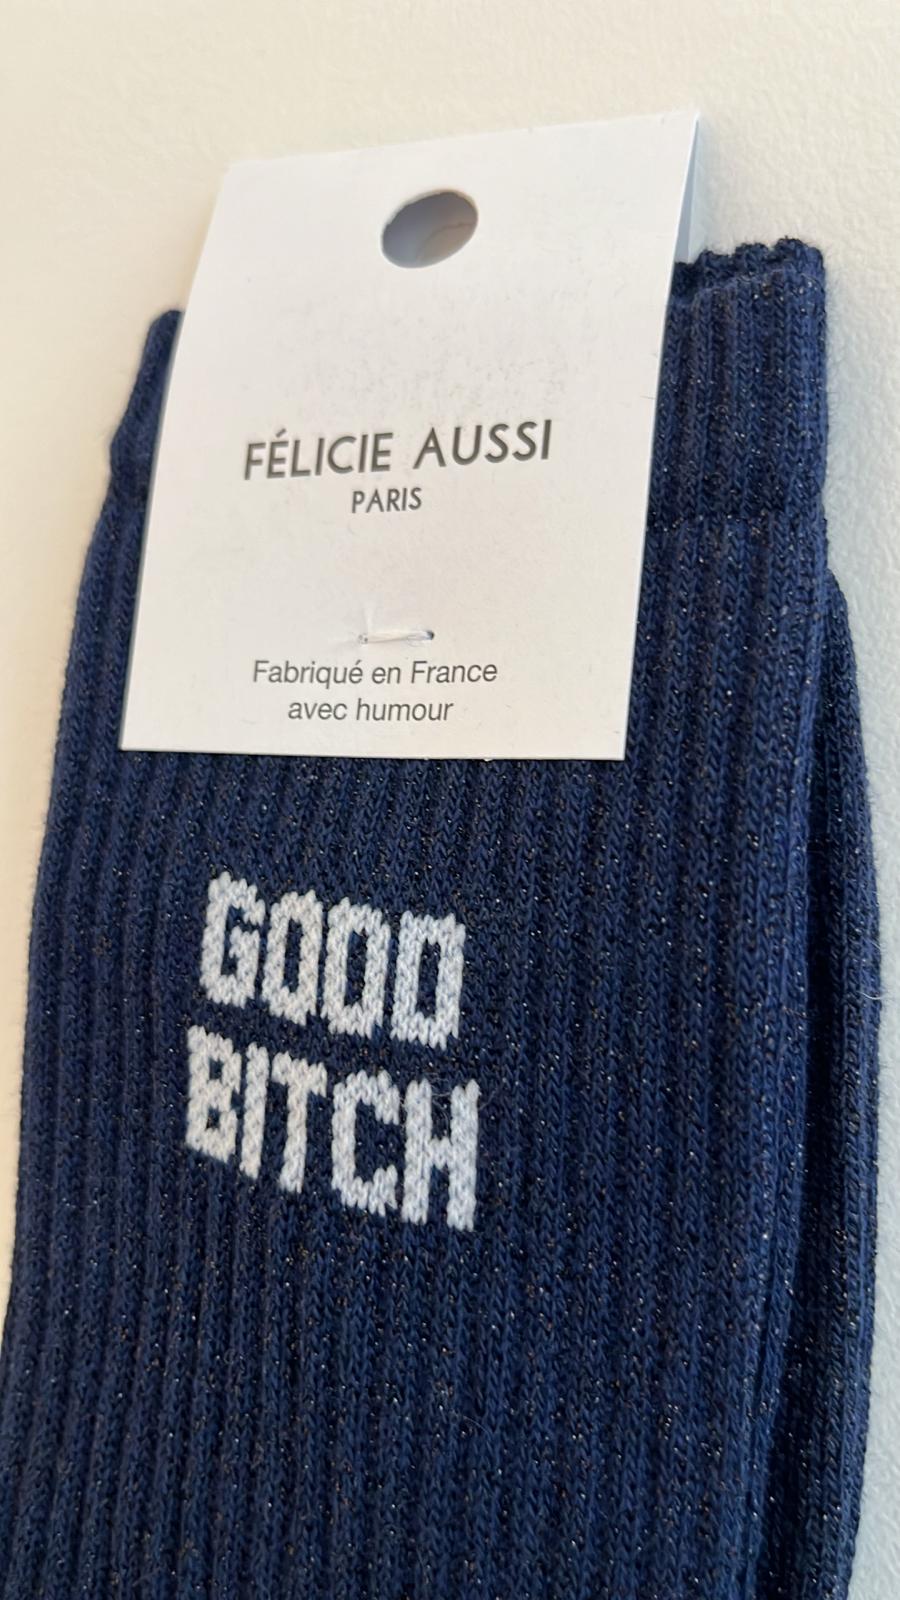 FÉLICIE AUSSI
PARIS
Fabriqué en France
avec humour
GOOD
BITCH